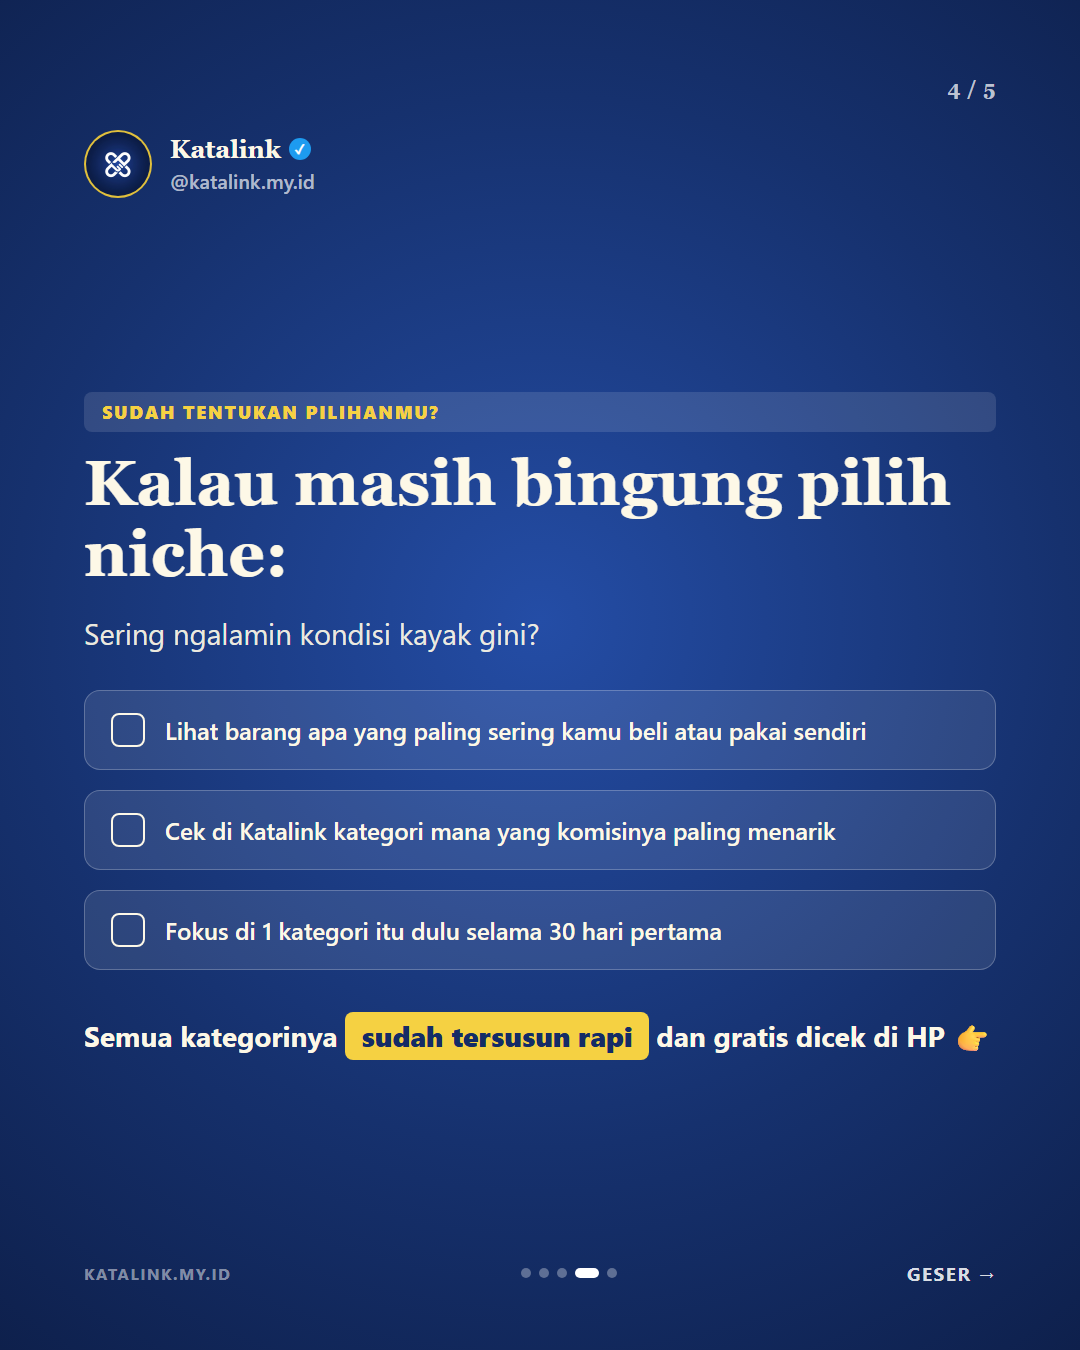 4 / 5
Katalink
@katalink.my.id
SUDAH TENTUKAN PILIHANMU?
Kalau masih bingung pilih
niche:
Sering ngalamin kondisi kayak gini?
Lihat barang apa yang paling sering kamu beli atau pakai sendiri
Cek di Katalink kategori mana yang komisinya paling menarik
Fokus di 1 kategori itu dulu selama 30 hari pertama
Semua kategorinya sudah tersusun rapi dan gratis dicek di HP 👉
KATALINK.MY.ID
GESER →